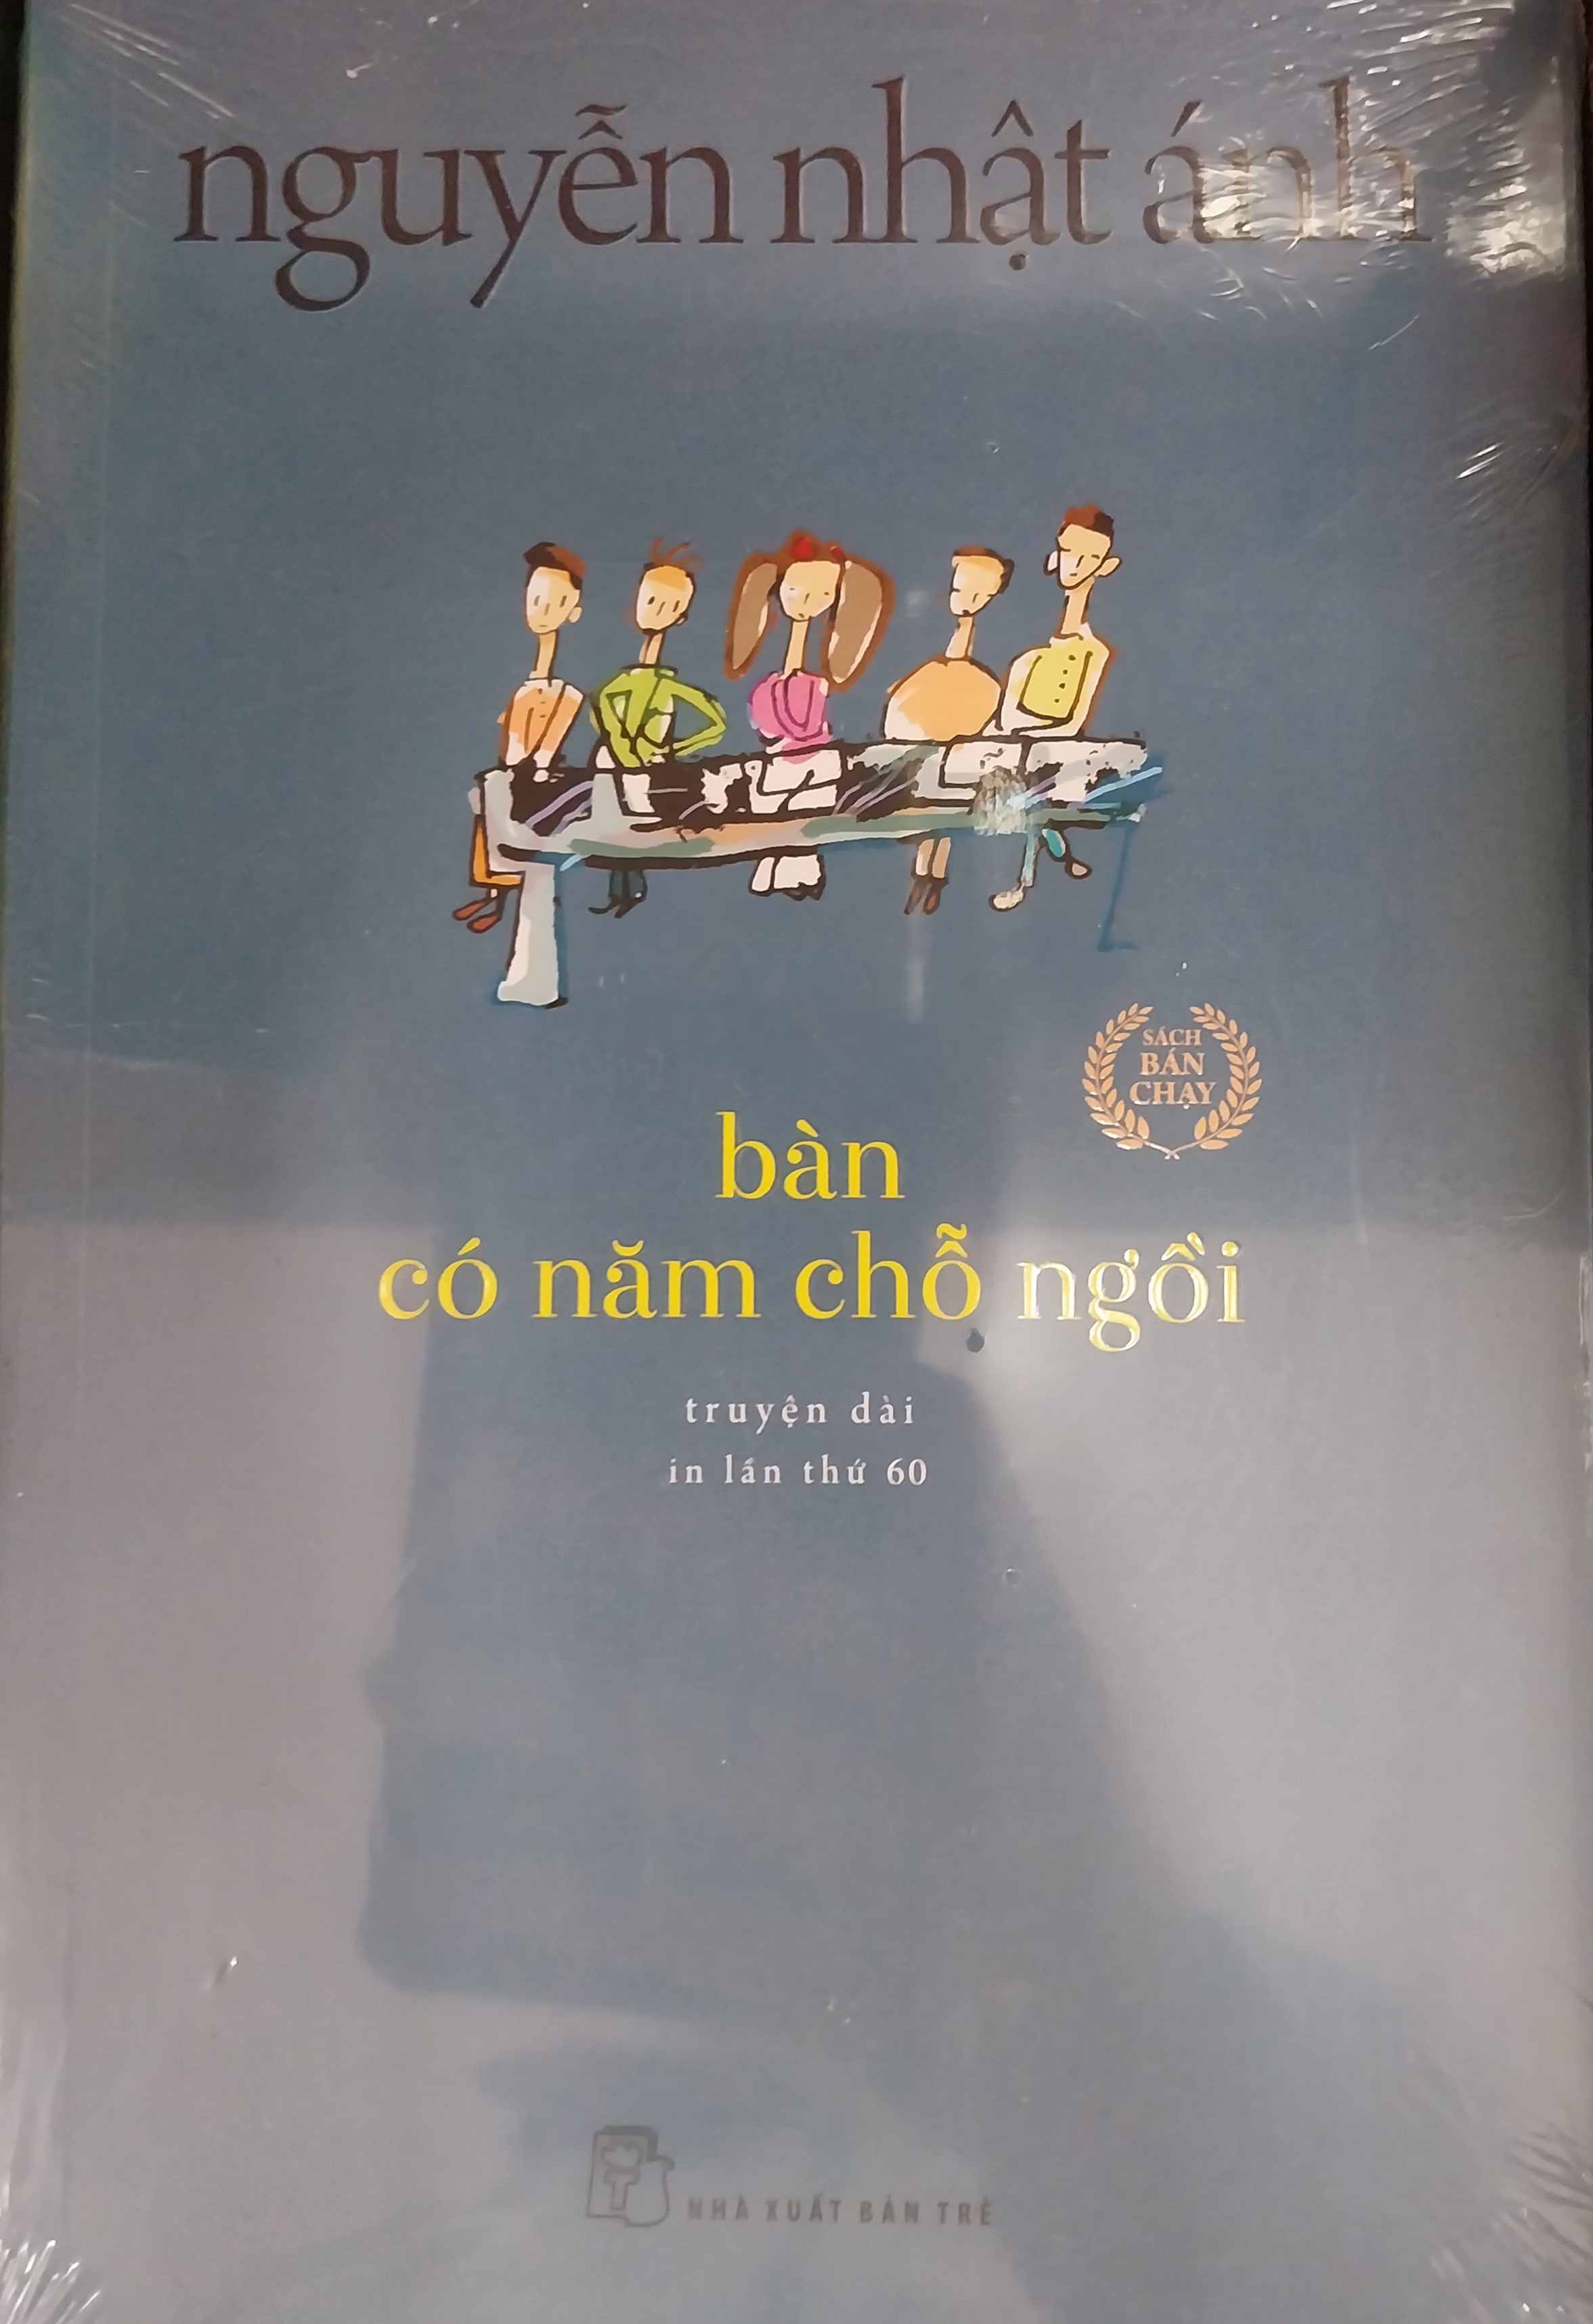 nguyễn nhật ánh
SÁCH
BÁN
CHẠY
bàn
có năm chỗ ngồi
truyện dài
in lần thứ 60
NHÀ XUẤT BẢN TRẺ